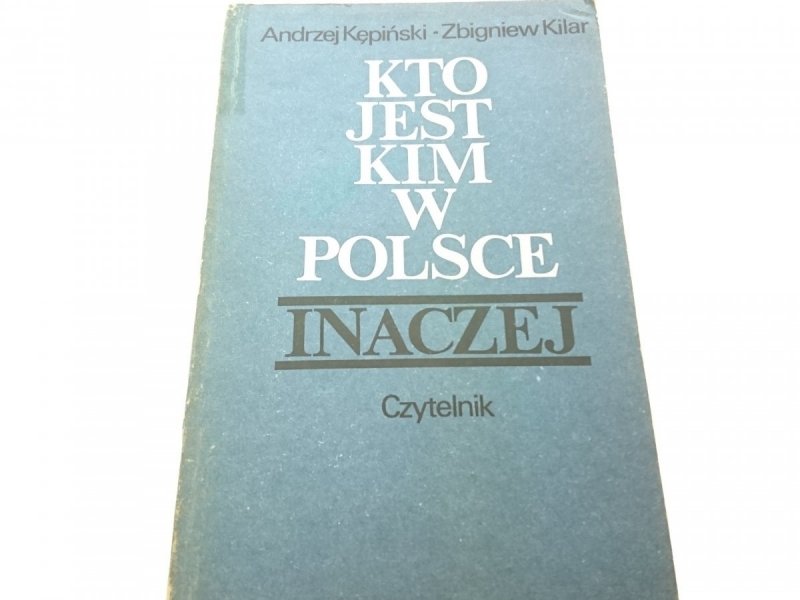 Andrzej Kępiński · Zbigniew Kilar
KTO
JEST
KIM
W
POLSCE
INACZEJ
Czytelnik